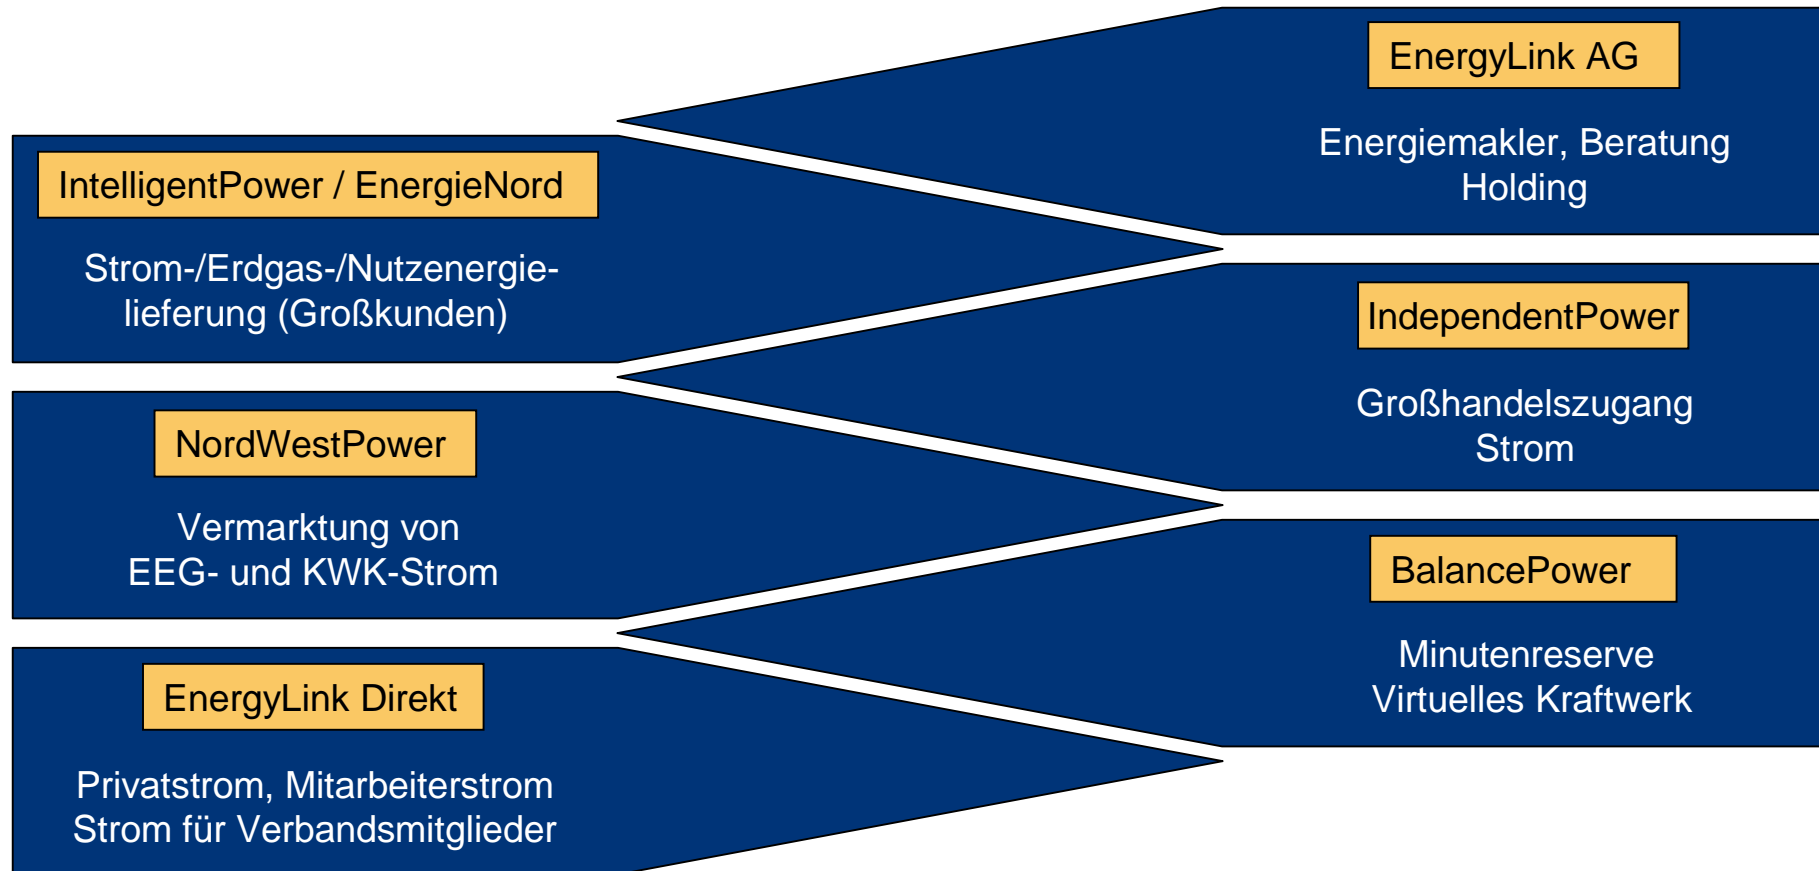 EnergyLink AG
Energiemakler, Beratung
Holding
IntelligentPower / EnergieNord
Strom-/Erdgas-/Nutzenergie-
lieferung (Großkunden)
IndependentPower
Großhandelszugang
Strom
NordWestPower
Vermarktung von
EEG- und KWK-Strom
BalancePower
Minutenreserve
Virtuelles Kraftwerk
EnergyLink Direkt
Privatstrom, Mitarbeiterstrom
Strom für Verbandsmitglieder